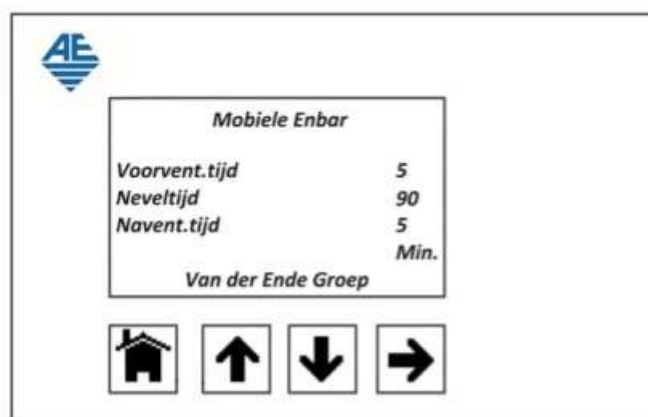 AE
Mobiele Enbar
Voorvent.tijd 5
Neveltijd 90
Navent.tijd 5
Min.
Van der Ende Groep